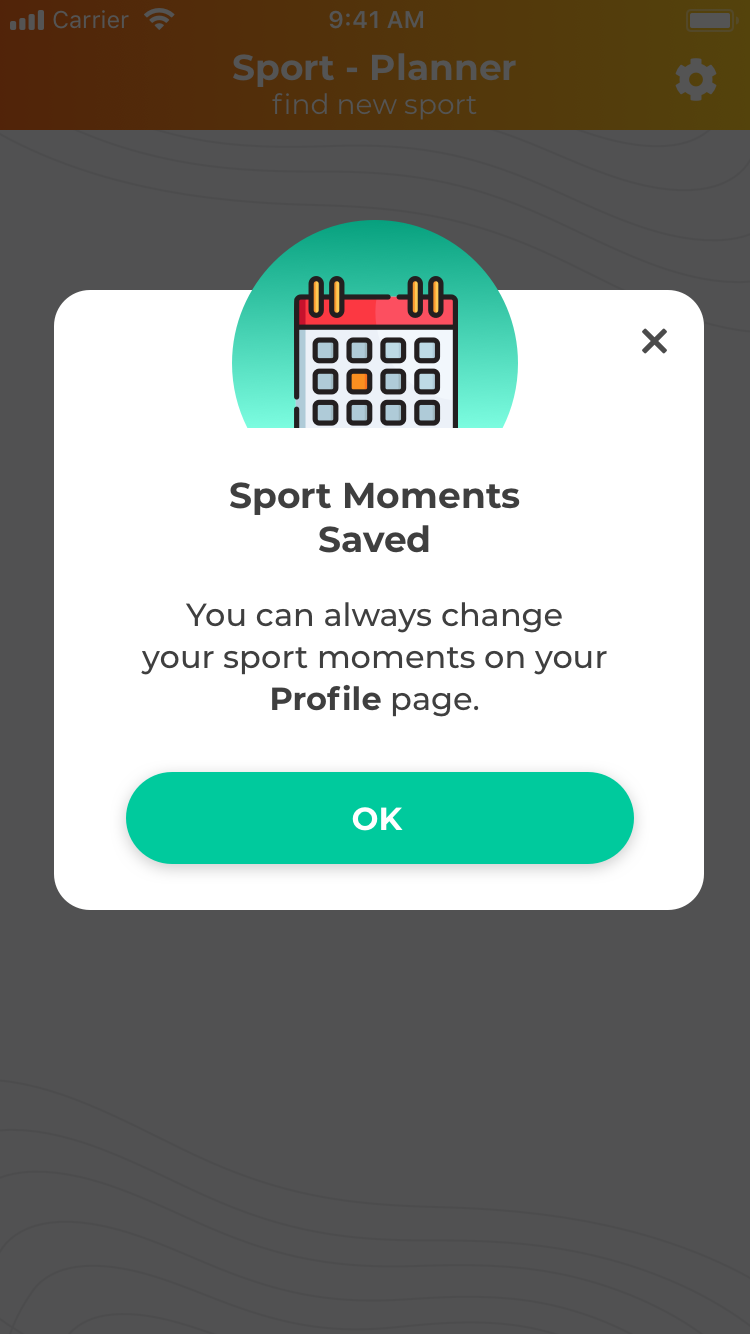 Carrier 9:41 AM
Sport - Planner
find new sport
Sport Moments
Saved
You can always change
your sport moments on your
Profile page.
OK